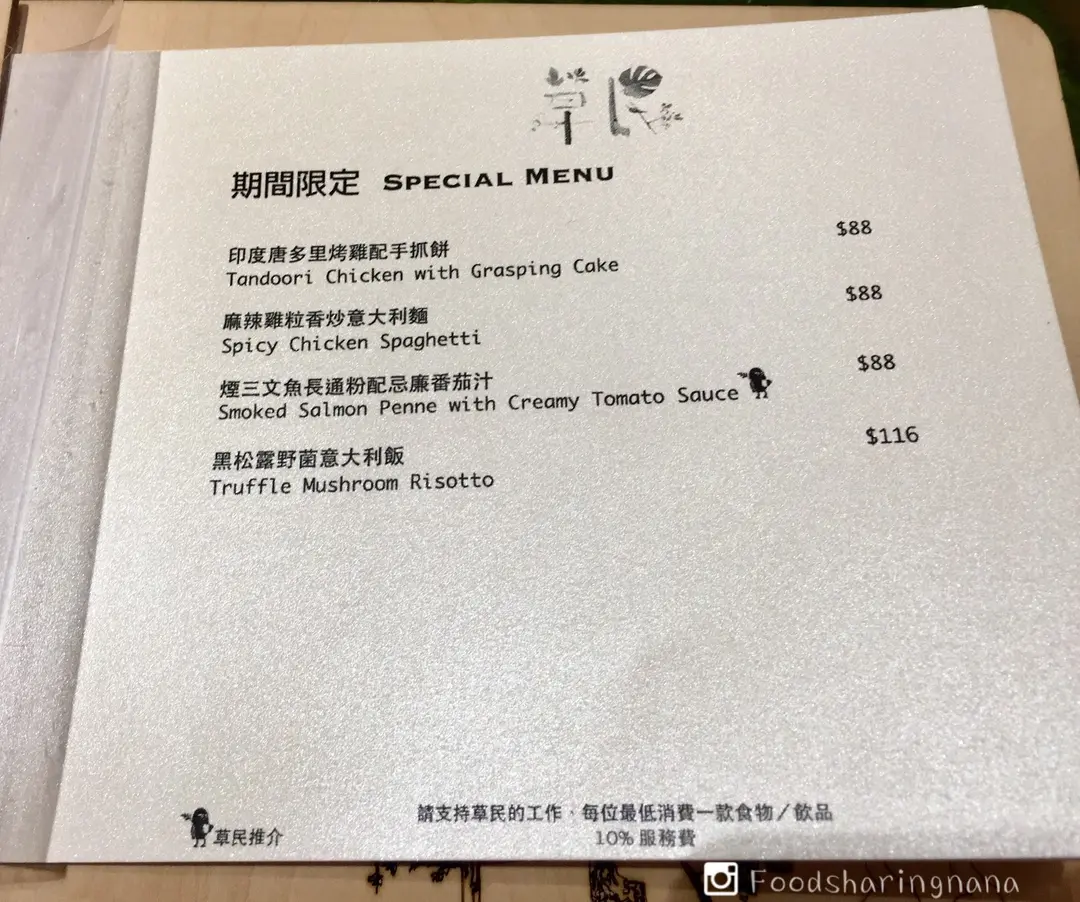 草民
期間限定 SPECIAL MENU
印度唐多里烤雞配手抓餅 $88
Tandoori Chicken with Grasping Cake
麻辣雞粒香炒意大利麵 $88
Spicy Chicken Spaghetti
煙三文魚長通粉配忌廉番茄汁 $88
Smoked Salmon Penne with Creamy Tomato Sauce
黑松露野菌意大利飯 $116
Truffle Mushroom Risotto
草民推介
請支持草民的工作，每位最低消費一款食物／飲品
10% 服務費
Foodsharingnana